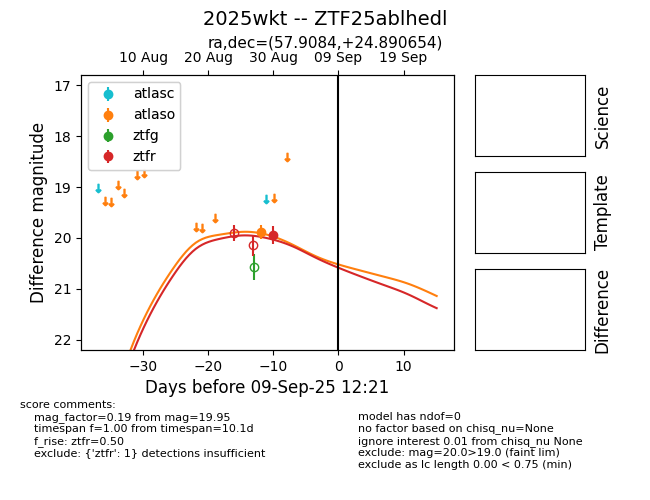 2025wkt -- ZTF25ablhedl
ra,dec=(57.9084,+24.890654)
10 Aug 20 Aug 30 Aug 09 Sep 19 Sep
atlasc
atlaso
ztfg
ztfr
17
18
19
20
21
22
Difference magnitude
−30 −20 −10 0 10
Days before 09-Sep-25 12:21
Science
Template
Difference
score comments:
mag_factor=0.19 from mag=19.95
timespan f=1.00 from timespan=10.1d
f_rise: ztfr=0.50
exclude: {'ztfr': 1} detections insufficient
model has ndof=0
no factor based on chisq_nu=None
ignore interest 0.01 from chisq_nu None
exclude: mag=20.0>19.0 (faint lim)
exclude as lc length 0.00 < 0.75 (min)